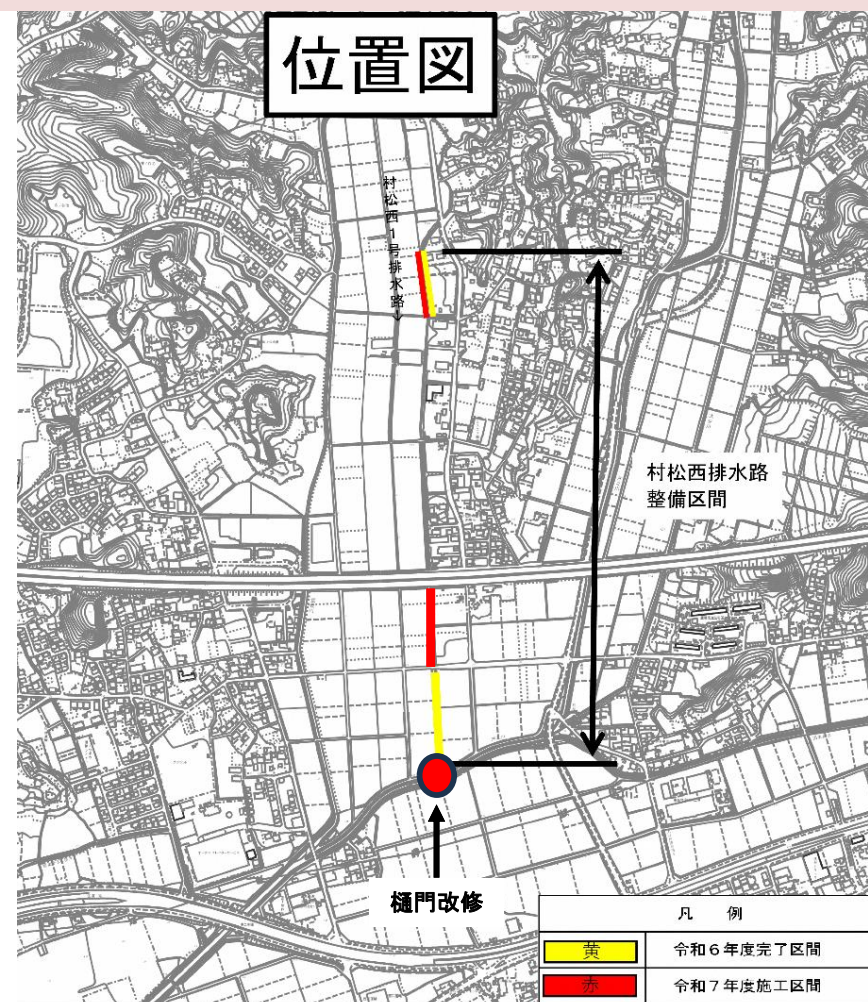 位置図
村松西1号排水路↓
村松西排水路
整備区間
樋門改修
凡 例
黄 令和6年度完了区間
赤 令和7年度施工区間